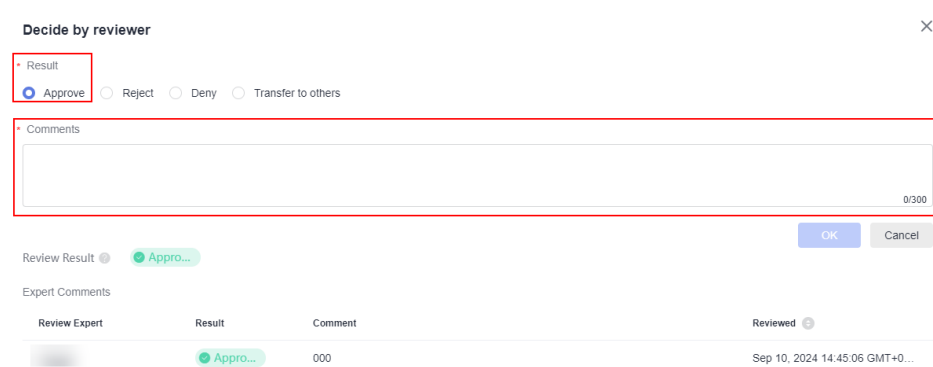 Decide by reviewer
* Result
Approve Reject Deny Transfer to others
* Comments
0/300
OK Cancel
Review Result Appro...
Expert Comments
Review Expert Result Comment Reviewed
Appro... 000 Sep 10, 2024 14:45:06 GMT+0...